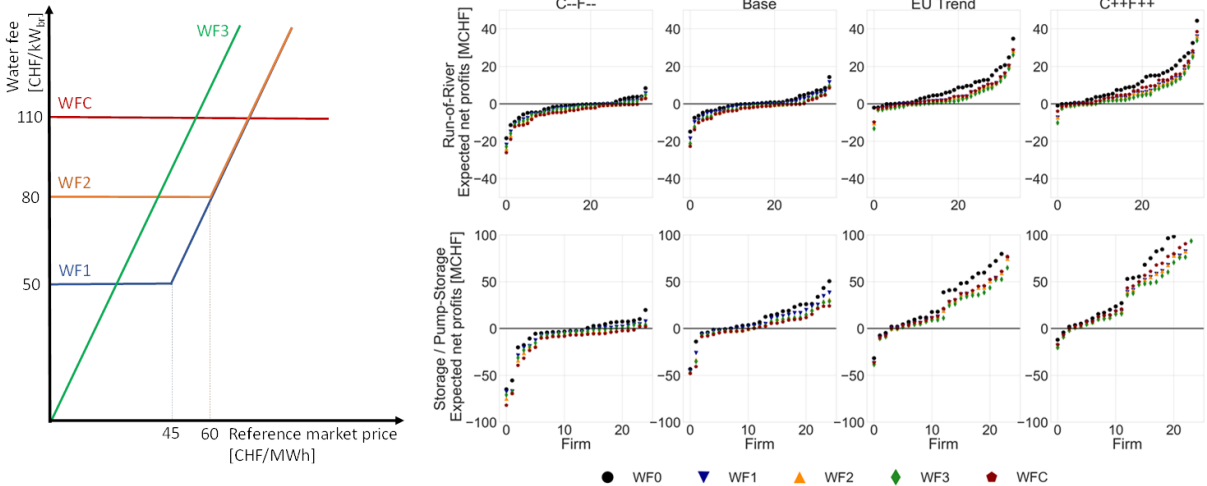 Water fee
[CHF/kWbr]
WF3
WFC
110
WF2
80
WF1
50
45 60 Reference market price
[CHF/MWh]
C--F-- Base EU Trend C++F++
Run-of-River
Expected net profits [MCHF]
40 40 40 40
20 20 20 20
0 0 0 0
−20 −20 −20 −20
−40 −40 −40 −40
0 20 0 20 0 20 0 20
Storage / Pump-Storage
Expected net profits [MCHF]
100 100 100 100
50 50 50 50
0 0 0 0
−50 −50 −50 −50
−100 −100 −100 −100
0 10 20 0 10 20 0 10 20 0 10 20
Firm Firm Firm Firm
WF0 WF1 WF2 WF3 WFC